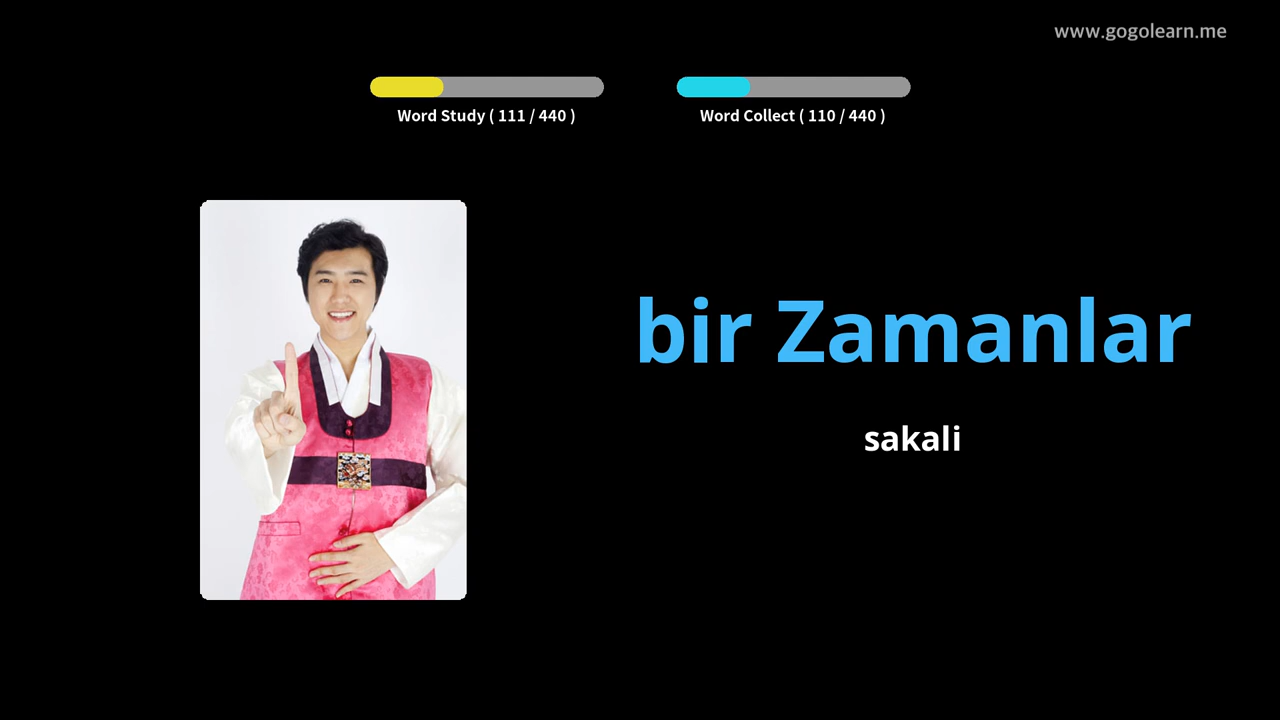 www.gogolearn.me
Word Study ( 111 / 440 )
Word Collect ( 110 / 440 )
bir Zamanlar
sakali